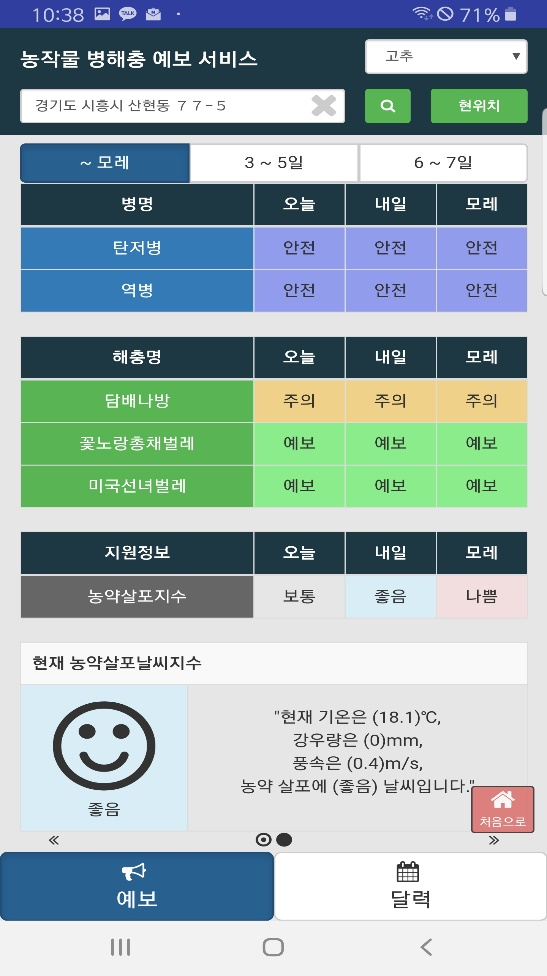 10:38 TALK 71%
농작물 병해충 예보 서비스 고추
경기도 시흥시 산현동 77-5 현위치
~ 모레 3 ~ 5일 6 ~ 7일
병명 오늘 내일 모레
탄저병 안전 안전 안전
역병 안전 안전 안전
해충명 오늘 내일 모레
담배나방 주의 주의 주의
꽃노랑총채벌레 예보 예보 예보
미국선녀벌레 예보 예보 예보
지원정보 오늘 내일 모레
농약살포지수 보통 좋음 나쁨
현재 농약살포날씨지수
"현재 기온은 (18.1)℃,
강우량은 (0)mm,
풍속은 (0.4)m/s,
농약 살포에 (좋음) 날씨입니다."
좋음
처음으로
예보 달력